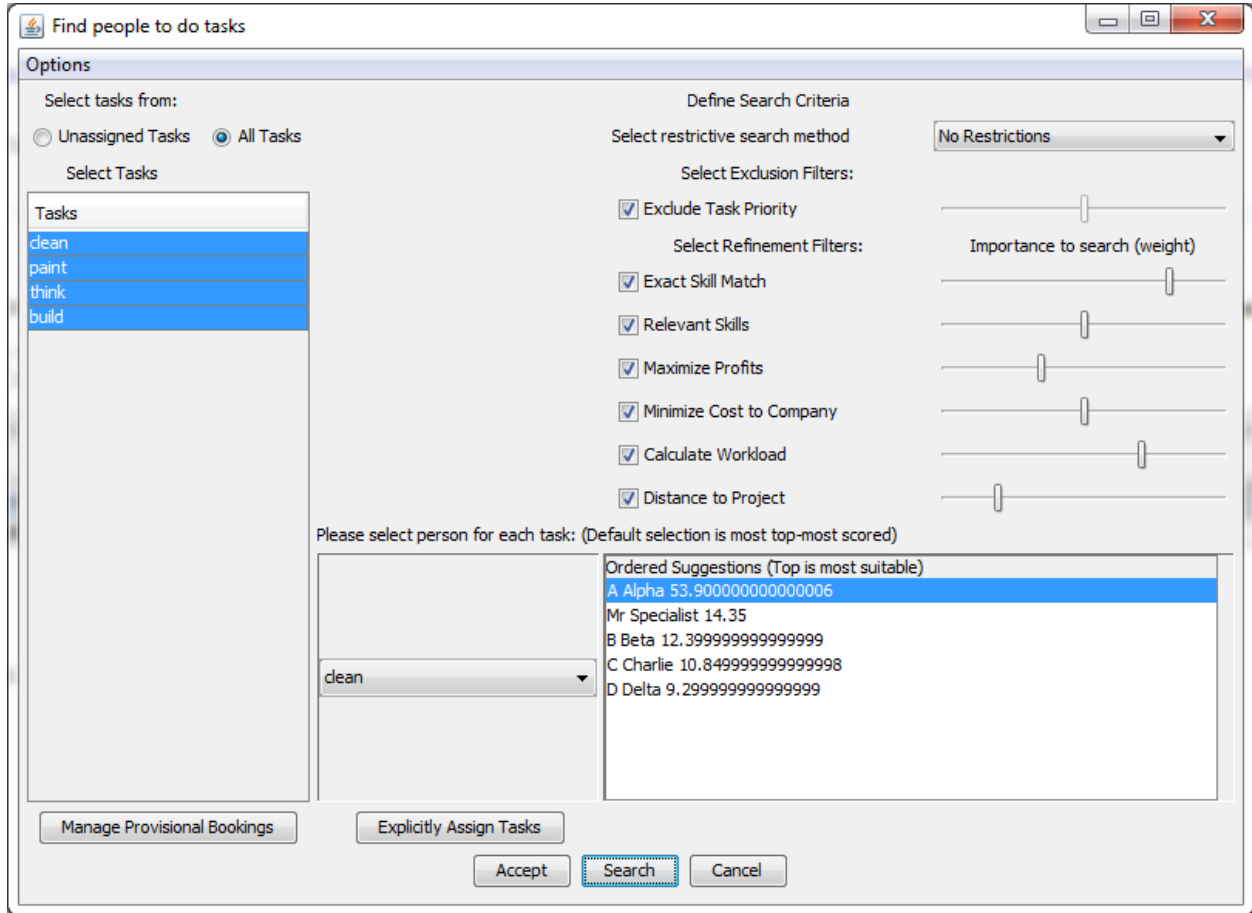 Find people to do tasks
Options
Select tasks from:
Define Search Criteria
Unassigned Tasks
All Tasks
Select restrictive search method
No Restrictions
Select Tasks
Select Exclusion Filters:
Tasks
Exclude Task Priority
clean
Select Refinement Filters:
Importance to search (weight)
paint
think
Exact Skill Match
build
Relevant Skills
Maximize Profits
Minimize Cost to Company
Calculate Workload
Distance to Project
Please select person for each task: (Default selection is most top-most scored)
Ordered Suggestions (Top is most suitable)
A Alpha 53.900000000000006
Mr Specialist 14.35
B Beta 12.399999999999999
clean
C Charlie 10.849999999999998
D Delta 9.299999999999999
Manage Provisional Bookings
Explicitly Assign Tasks
Accept
Search
Cancel